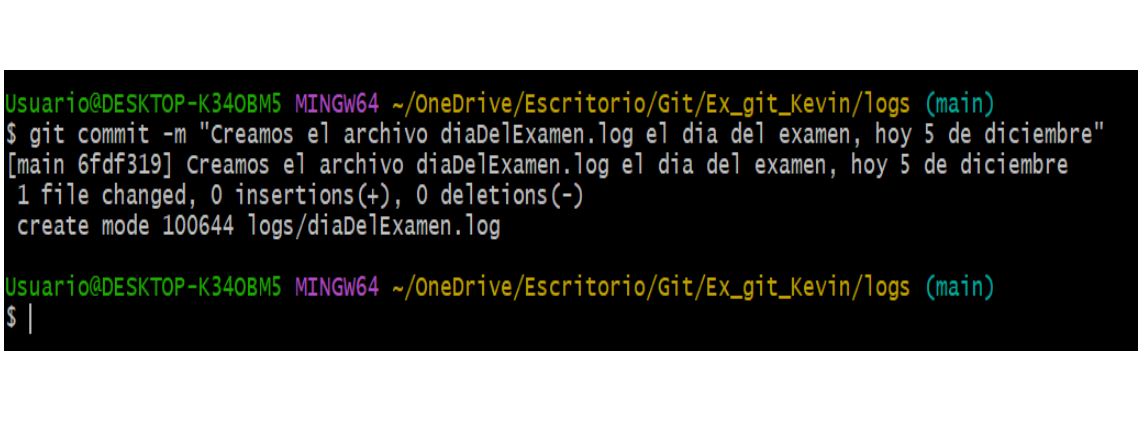 Usuario@DESKTOP-K34OBM5 MINGW64 ~/OneDrive/Escritorio/Git/Ex_git_Kevin/logs (main)
$ git commit -m "Creamos el archivo diaDelExamen.log el dia del examen, hoy 5 de diciembre"
[main 6fdf319] Creamos el archivo diaDelExamen.log el dia del examen, hoy 5 de diciembre
 1 file changed, 0 insertions(+), 0 deletions(-)
 create mode 100644 logs/diaDelExamen.log
Usuario@DESKTOP-K34OBM5 MINGW64 ~/OneDrive/Escritorio/Git/Ex_git_Kevin/logs (main)
$